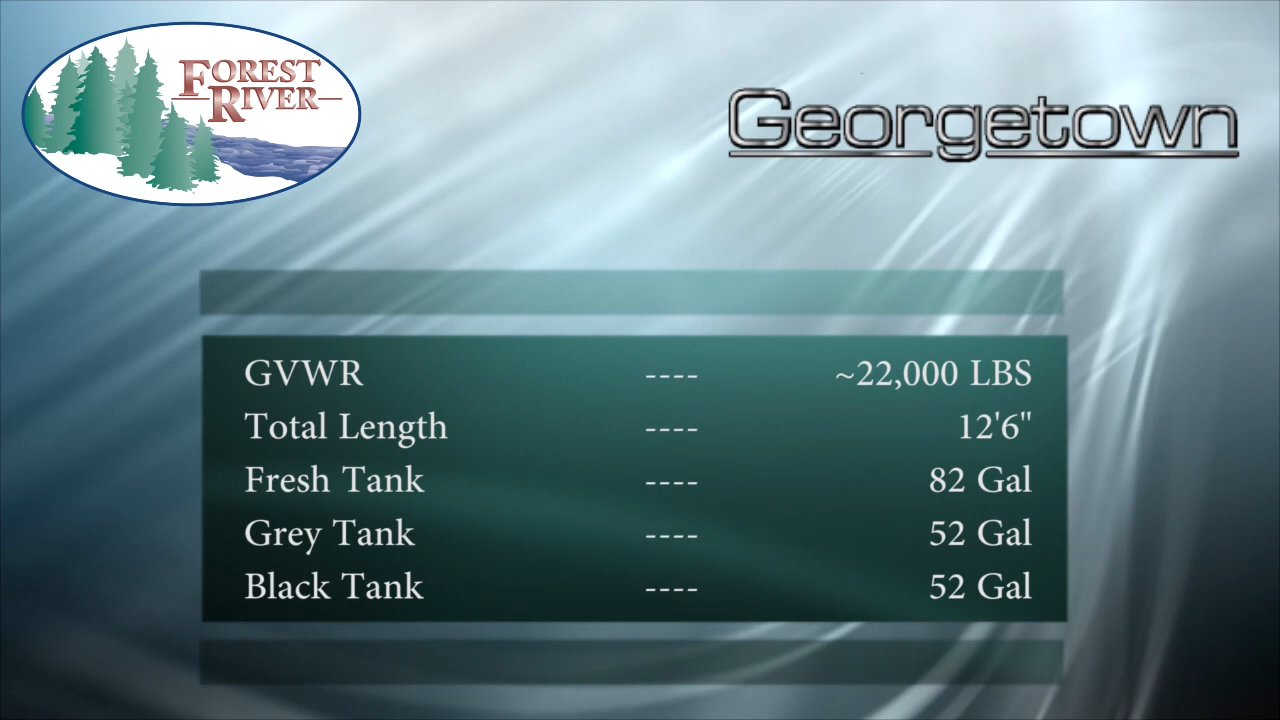 FOREST
RIVER
Georgetown
GVWR ---- ~22,000 LBS
Total Length ---- 12'6"
Fresh Tank ---- 82 Gal
Grey Tank ---- 52 Gal
Black Tank ---- 52 Gal